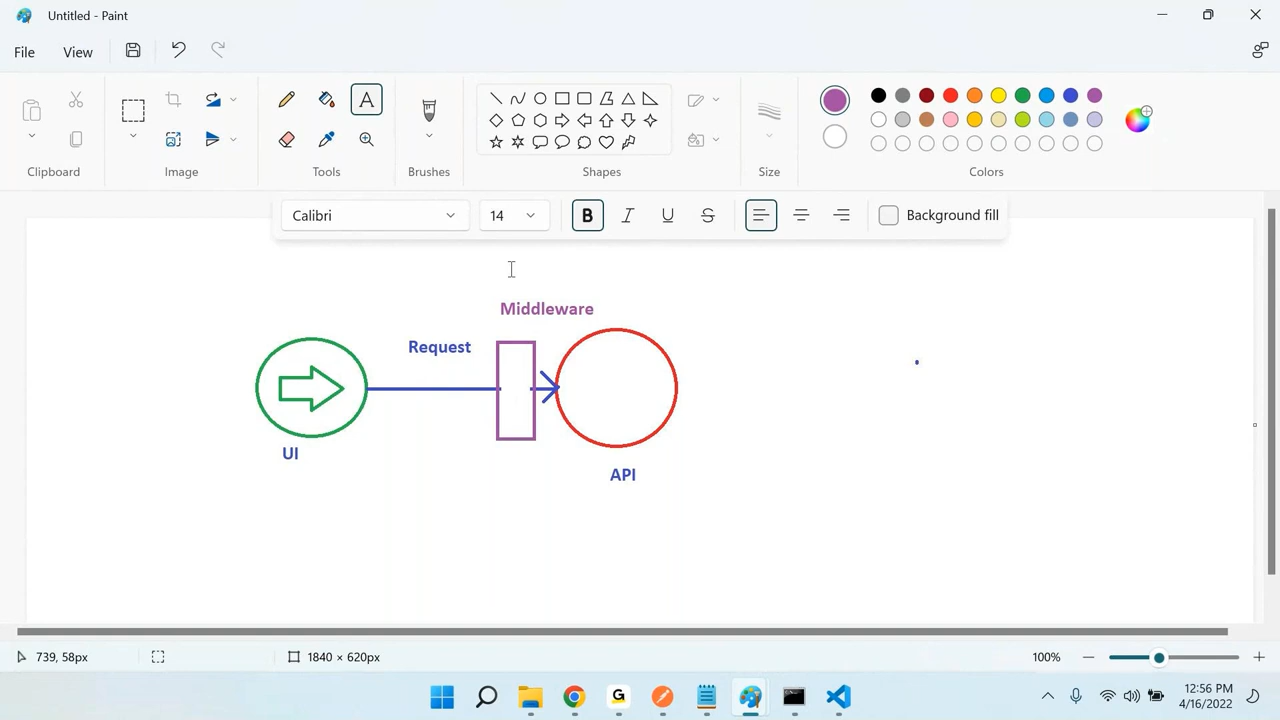 Untitled - Paint
File
View
Clipboard
Image
Tools
Brushes
Shapes
Size
Colors
Calibri
14
B
I
U
S
Background fill
Middleware
Request
UI
API
739, 58px
1840 × 620px
100%
12:56 PM
4/16/2022